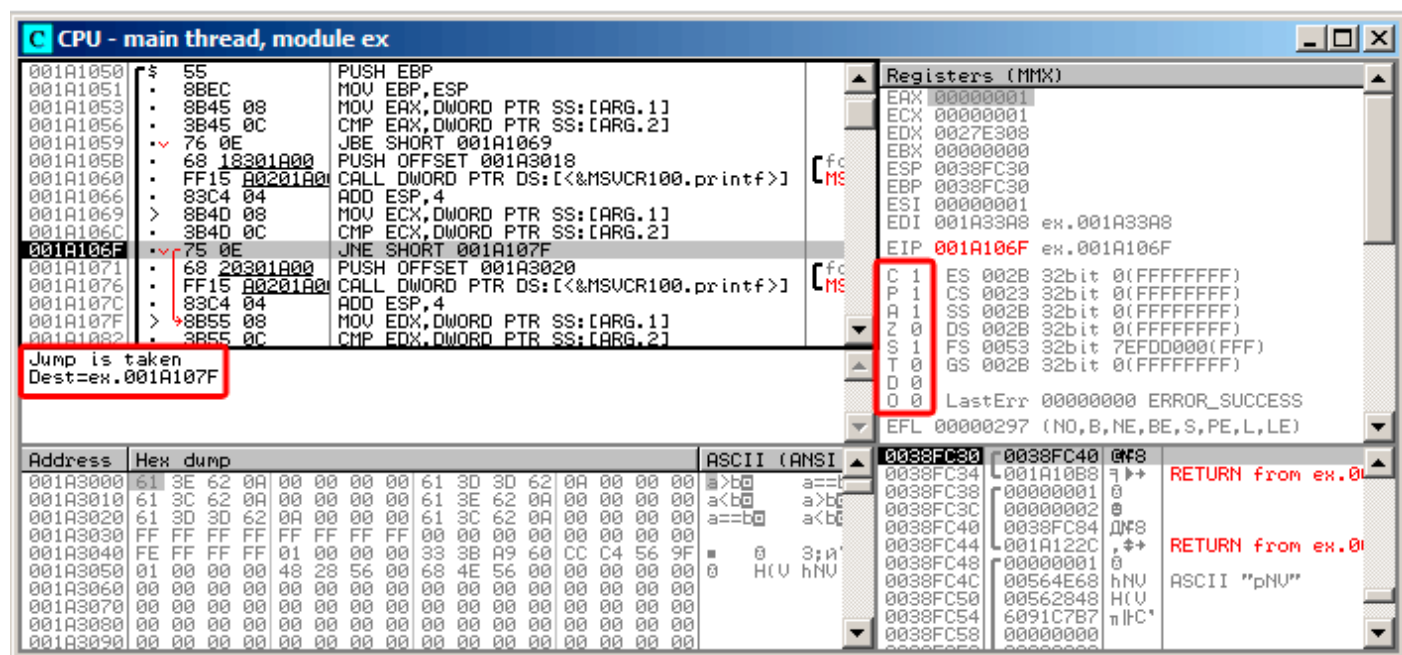 C CPU - main thread, module ex
001A1050 $ 55 PUSH EBP
001A1051 . 8BEC MOV EBP,ESP
001A1053 . 8B45 08 MOV EAX,DWORD PTR SS:[ARG.1]
001A1056 . 3B45 0C CMP EAX,DWORD PTR SS:[ARG.2]
001A1059 . 76 0E JBE SHORT 001A1069
001A105B . 68 18301A00 PUSH OFFSET 001A3018
001A1060 . FF15 A0201A0 CALL DWORD PTR DS:[<&MSVCR100.printf>]
001A1066 . 83C4 04 ADD ESP,4
001A1069 > 8B4D 08 MOV ECX,DWORD PTR SS:[ARG.1]
001A106C . 3B4D 0C CMP ECX,DWORD PTR SS:[ARG.2]
001A106F . 75 0E JNE SHORT 001A107F
001A1071 . 68 20301A00 PUSH OFFSET 001A3020
001A1076 . FF15 A0201A0 CALL DWORD PTR DS:[<&MSVCR100.printf>]
001A107C . 83C4 04 ADD ESP,4
001A107F > 8B55 08 MOV EDX,DWORD PTR SS:[ARG.1]
001A1082 . 3B55 0C CMP EDX,DWORD PTR SS:[ARG.2]
Jump is taken
Dest=ex.001A107F
Registers (MMX)
EAX 00000001
ECX 00000001
EDX 0027E308
EBX 00000000
ESP 0038FC30
EBP 0038FC30
ESI 00000001
EDI 001A33A8 ex.001A33A8
EIP 001A106F ex.001A106F
C 1 ES 002B 32bit 0(FFFFFFFF)
P 1 CS 0023 32bit 0(FFFFFFFF)
A 1 SS 002B 32bit 0(FFFFFFFF)
Z 0 DS 002B 32bit 0(FFFFFFFF)
S 1 FS 0053 32bit 7EFDD000(FFF)
T 0 GS 002B 32bit 0(FFFFFFFF)
D 0
O 0 LastErr 00000000 ERROR_SUCCESS
EFL 00000297 (NO,B,NE,BE,S,PE,L,LE)
Address Hex dump ASCII (ANSI
001A3000 61 3E 62 0A 00 00 00 00 61 3D 3D 62 0A 00 00 00 a>b a==b
001A3010 61 3C 62 0A 00 00 00 00 61 3E 62 0A 00 00 00 00 a<b a>b
001A3020 61 3D 3D 62 0A 00 00 00 61 3C 62 0A 00 00 00 00 a==b a<b
001A3030 FF FF FF FF FF FF FF FF 00 00 00 00 00 00 00 00
001A3040 FE FF FF FF 01 00 00 00 33 3B A9 60 CC C4 56 9F
001A3050 01 00 00 00 48 28 56 00 68 4E 56 00 00 00 00 00 H(V hNV
001A3060 00 00 00 00 00 00 00 00 00 00 00 00 00 00 00 00
001A3070 00 00 00 00 00 00 00 00 00 00 00 00 00 00 00 00
001A3080 00 00 00 00 00 00 00 00 00 00 00 00 00 00 00 00
001A3090 00 00 00 00 00 00 00 00 00 00 00 00 00 00 00 00
0038FC30 0038FC40
0038FC34 001A10B8 RETURN from ex.0
0038FC38 00000001
0038FC3C 00000002
0038FC40 0038FC84
0038FC44 001A122C RETURN from ex.0
0038FC48 00000001
0038FC4C 00564E68 hNV ASCII "pNV"
0038FC50 00562848 H(V
0038FC54 6091C7B7
0038FC58 00000000